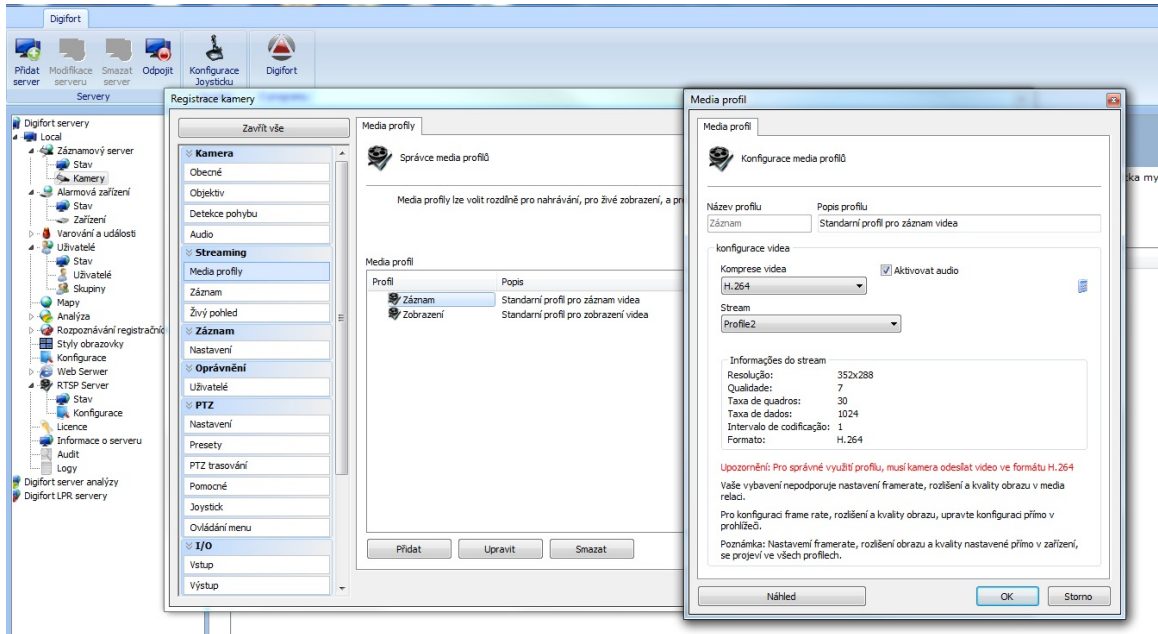 Digifort
Přidat server
Modifikace serveru
Smazat server
Odpojit
Konfigurace Joysticku
Digifort
Servery
Digifort servery
Local
Záznamový server
Stav
Kamery
Alarmová zařízení
Stav
Zařízení
Varování a události
Uživatelé
Stav
Uživatelé
Skupiny
Mapy
Analýza
Rozpoznávání registračníc
Styly obrazovky
Konfigurace
Web Serwer
RTSP Server
Stav
Konfigurace
Licence
Informace o serveru
Audit
Logy
Digifort server analýzy
Digifort LPR servery
Registrace kamery
Zavřít vše
Kamera
Obecné
Objektiv
Detekce pohybu
Audio
Streaming
Media profily
Záznam
Živý pohled
Záznam
Nastavení
Oprávnění
Uživatelé
PTZ
Nastavení
Presety
PTZ trasování
Pomocné
Joystick
Ovládání menu
I/O
Vstup
Výstup
Media profily
Správce media profilů
Media profily lze volit rozdílně pro nahrávání, pro živé zobrazení, a pr
Media profil
Profil Popis
Záznam Standarní profil pro záznam videa
Zobrazení Standarní profil pro zobrazení videa
Přidat Upravit Smazat
Media profil
Media profil
Konfigurace media profilů
Název profilu Popis profilu
Záznam Standarní profil pro záznam videa
konfigurace videa
Komprese videa Aktivovat audio
H.264
Stream
Profile2
Informações do stream
Resolução: 352x288
Qualidade: 7
Taxa de quadros: 30
Taxa de dados: 1024
Intervalo de codificação: 1
Formato: H.264
Upozornění: Pro správné využití profilu, musí kamera odesílat video ve formátu H.264
Vaše vybavení nepodporuje nastavení framerate, rozlišení a kvality obrazu v media
relaci.
Pro konfiguraci frame rate, rozlišení a kvality obrazu, upravte konfiguraci přímo v
prohlížeči.
Poznámka: Nastavemí framerate, rozlišení obrazu a kvality nastavené přímo v zařízení,
se projeví ve všech profilech.
Náhled OK Storno
ka my